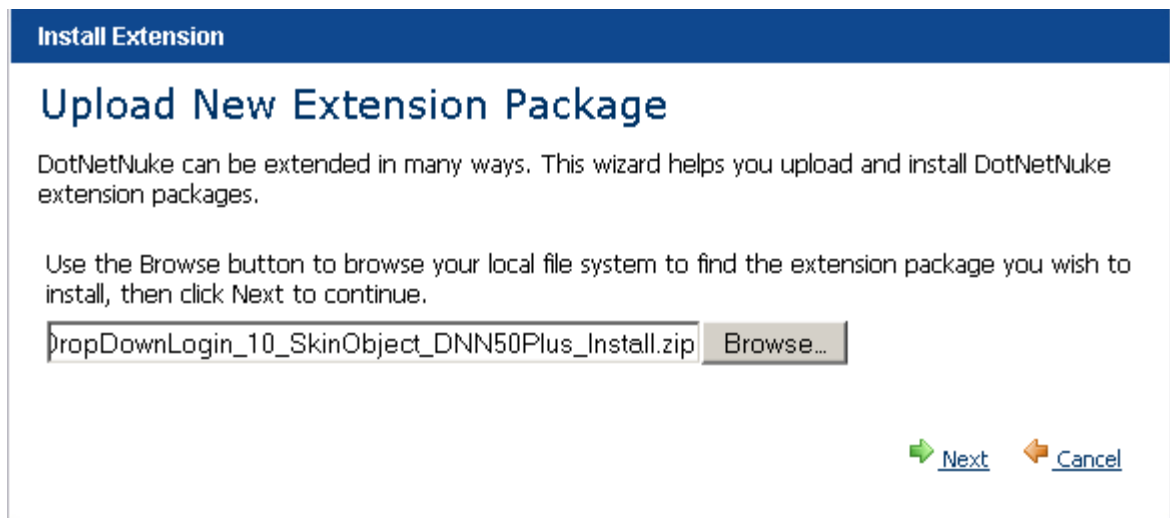 Install Extension
Upload New Extension Package
DotNetNuke can be extended in many ways. This wizard helps you upload and install DotNetNuke
extension packages.
Use the Browse button to browse your local file system to find the extension package you wish to
install, then click Next to continue.
DropDownLogin_10_SkinObject_DNN50Plus_Install.zip Browse...
Next Cancel